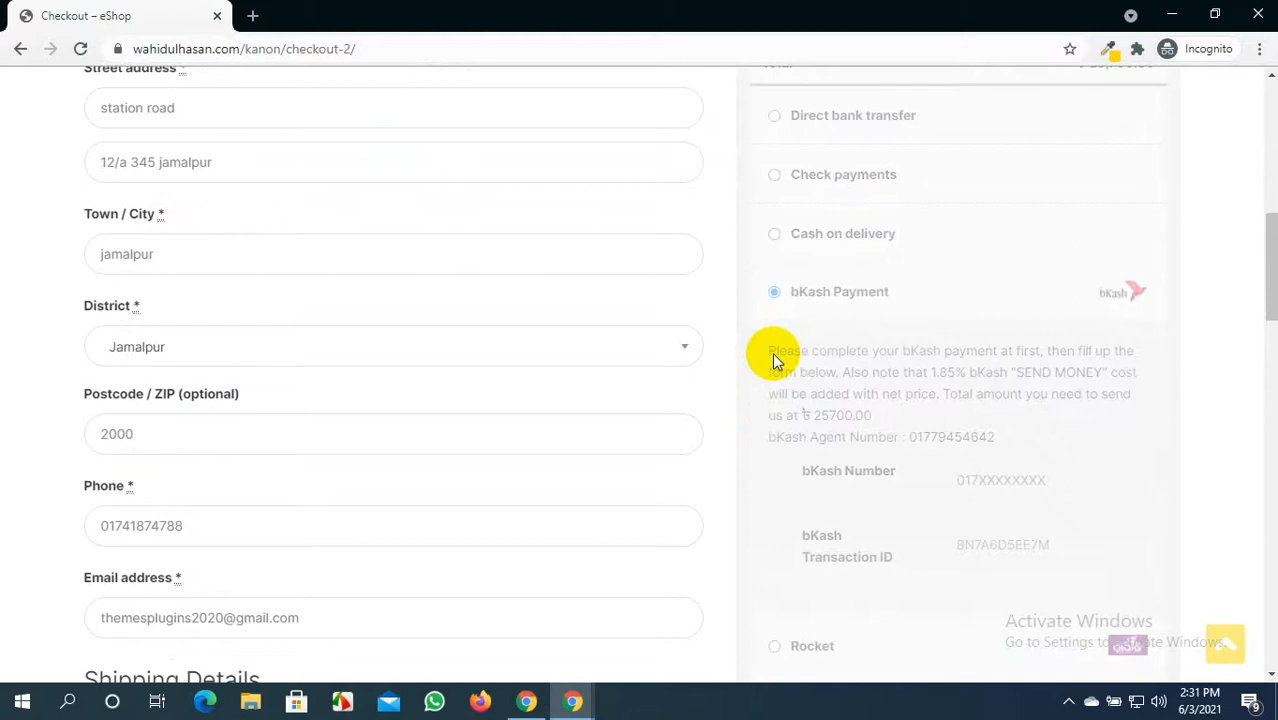 Checkout – eShop
wahidulhasan.com/kanon/checkout-2/
Incognito
Street address *
station road
12/a 345 jamalpur
Town / City *
jamalpur
District *
Jamalpur
Postcode / ZIP (optional)
2000
Phone *
01741874788
Email address *
themesplugins2020@gmail.com
Shipping Details
Direct bank transfer
Check payments
Cash on delivery
bKash Payment
bKash
Please complete your bKash payment at first, then fill up the
form below. Also note that 1.85% bKash "SEND MONEY" cost
will be added with net price. Total amount you need to send
us at ৳ 25700.00
bKash Agent Number : 01779454642
bKash Number
017XXXXXXXX
bKash
Transaction ID
8N7A6D5EE7M
Rocket
Activate Windows
Go to Settings to Activate Windows.
2:31 PM
6/3/2021
9